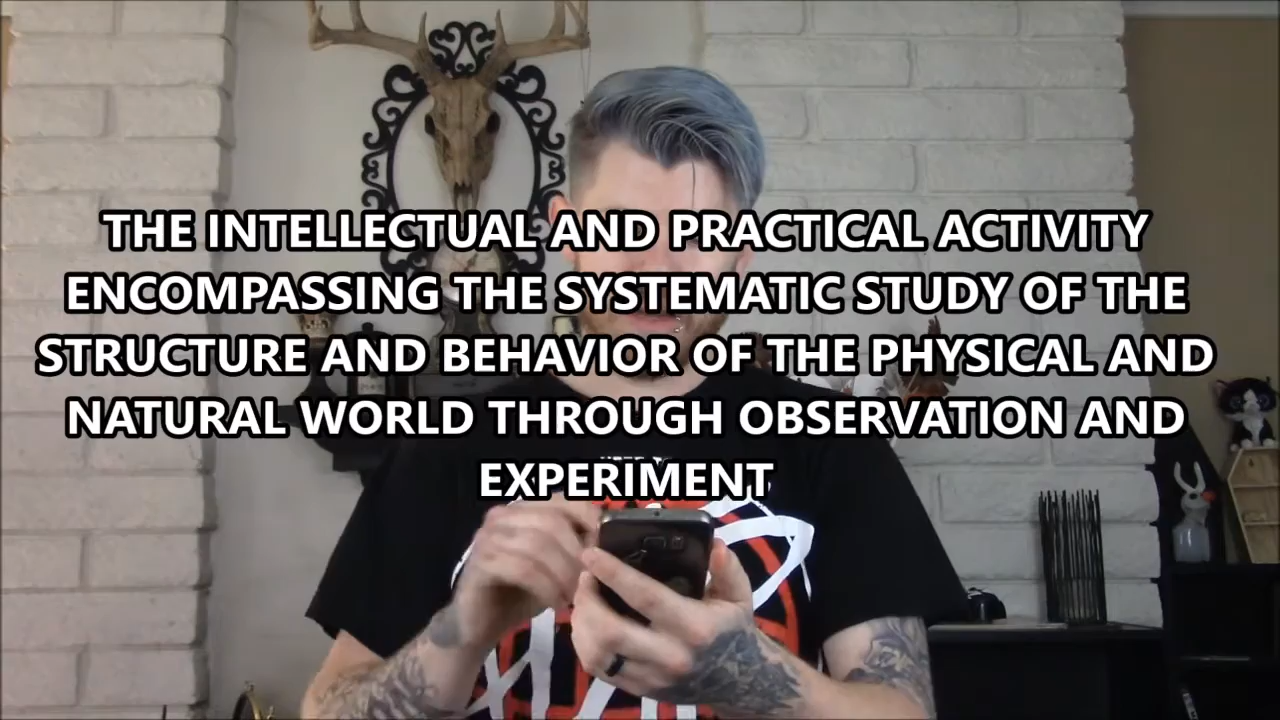 THE INTELLECTUAL AND PRACTICAL ACTIVITY
ENCOMPASSING THE SYSTEMATIC STUDY OF THE
STRUCTURE AND BEHAVIOR OF THE PHYSICAL AND
NATURAL WORLD THROUGH OBSERVATION AND
EXPERIMENT